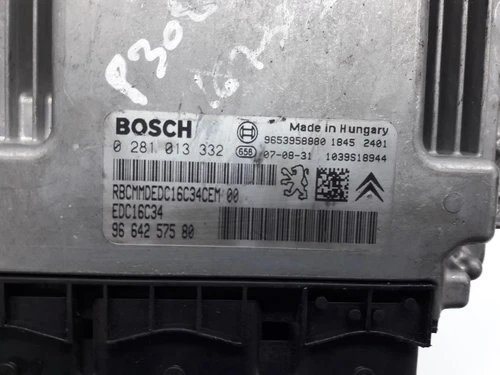 BOSCH
Made in Hungary
9653958980 1845 2401
0 281 013 332
658
07-08-31
1039S18944
RBCMMDEDC16C34CEM 00
EDC16C34
96 642 575 80